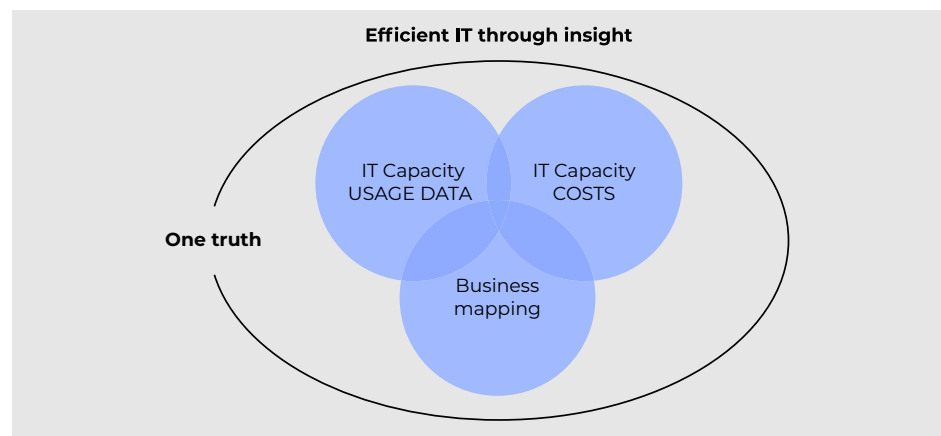 Efficient IT through insight
IT Capacity
USAGE DATA
IT Capacity
COSTS
One truth
Business
mapping